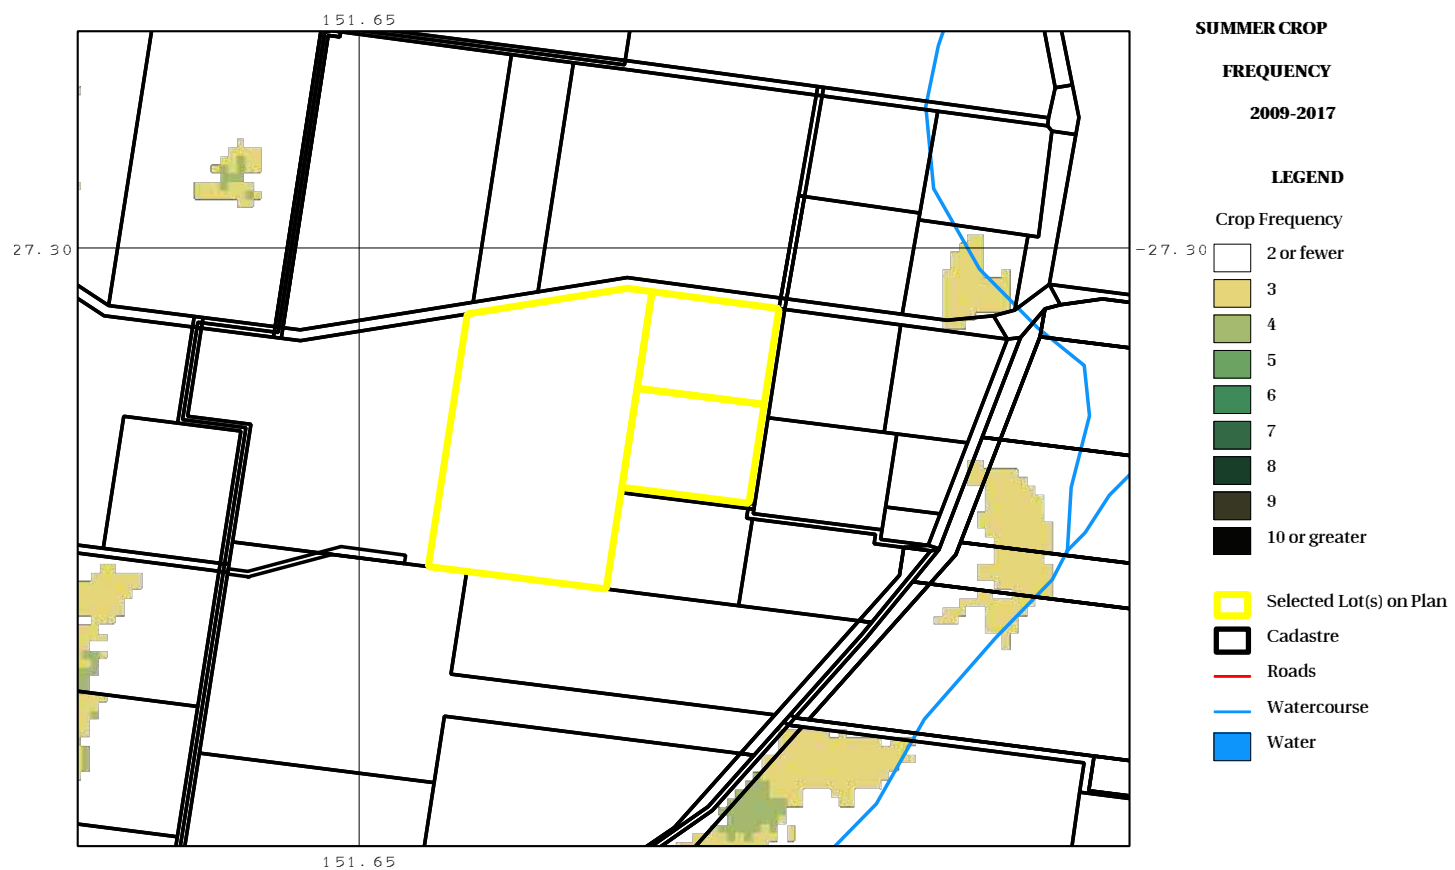 151.65
SUMMER CROP
FREQUENCY
2009-2017
LEGEND
Crop Frequency
27.30
-27.30
2 or fewer
3
4
5
6
7
8
9
10 or greater
Selected Lot(s) on Plan
Cadastre
Roads
Watercourse
Water
151.65